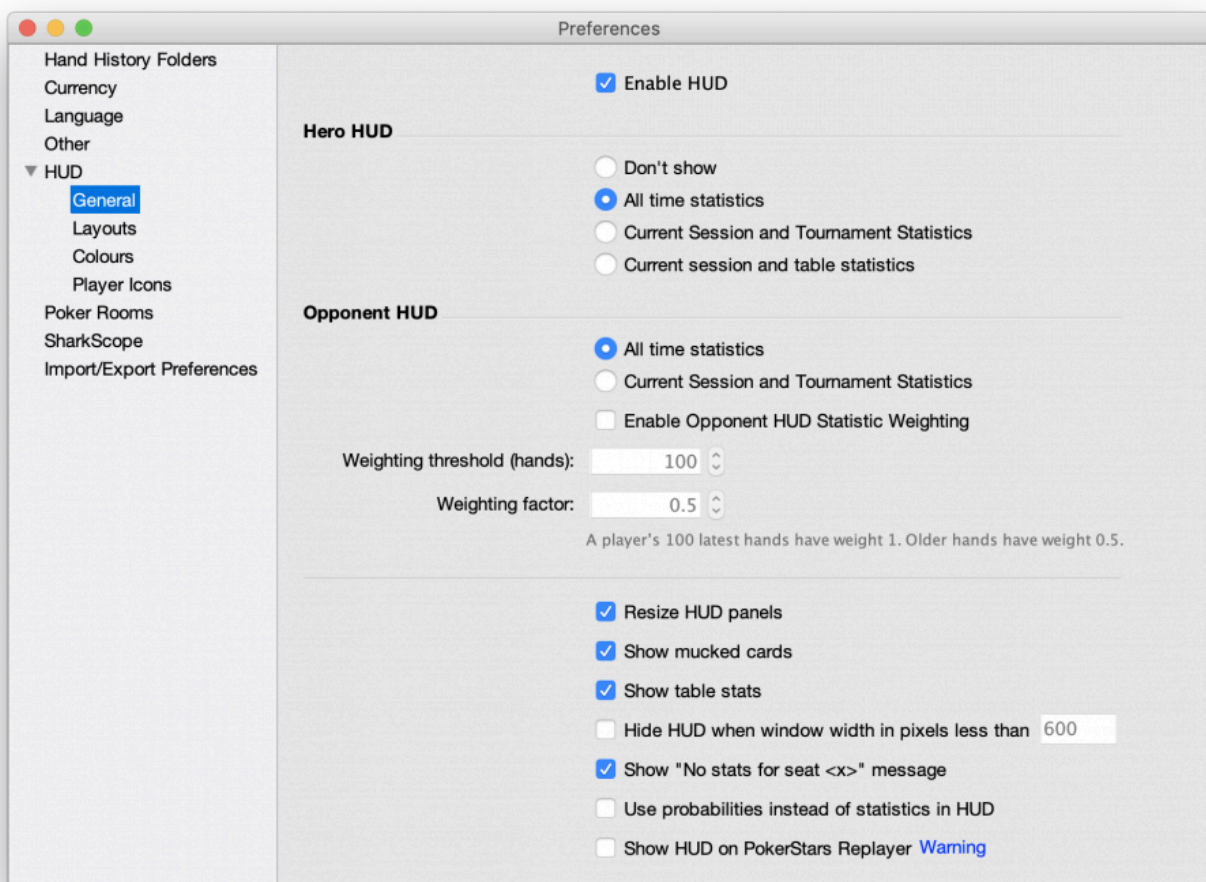 Preferences
Hand History Folders
Currency
Language
Other
HUD
General
Layouts
Colours
Player Icons
Poker Rooms
SharkScope
Import/Export Preferences
Enable HUD
Hero HUD
Don't show
All time statistics
Current Session and Tournament Statistics
Current session and table statistics
Opponent HUD
All time statistics
Current Session and Tournament Statistics
Enable Opponent HUD Statistic Weighting
Weighting threshold (hands): 100
Weighting factor: 0.5
A player's 100 latest hands have weight 1. Older hands have weight 0.5.
Resize HUD panels
Show mucked cards
Show table stats
Hide HUD when window width in pixels less than 600
Show "No stats for seat <x>" message
Use probabilities instead of statistics in HUD
Show HUD on PokerStars Replayer Warning